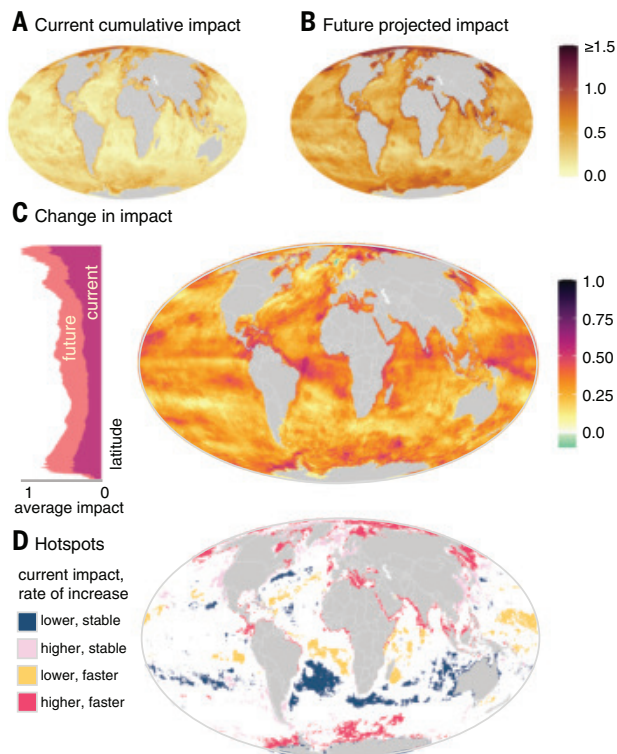 A Current cumulative impact
B Future projected impact
≥1.5
1.0
0.5
0.0
C Change in impact
current
future
latitude
1 0
average impact
1.0
0.75
0.50
0.25
0.0
D Hotspots
current impact,
rate of increase
lower, stable
higher, stable
lower, faster
higher, faster